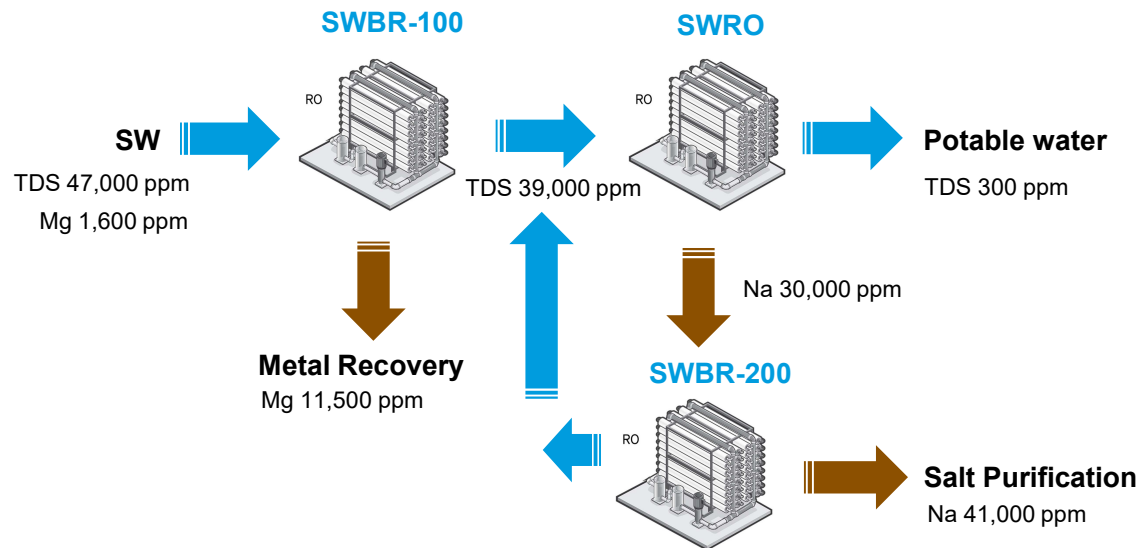 SWBR-100
SWRO
RO
RO
SW
Potable water
TDS 47,000 ppm
TDS 39,000 ppm
TDS 300 ppm
Mg 1,600 ppm
Na 30,000 ppm
Metal Recovery
SWBR-200
Mg 11,500 ppm
RO
Salt Purification
Na 41,000 ppm